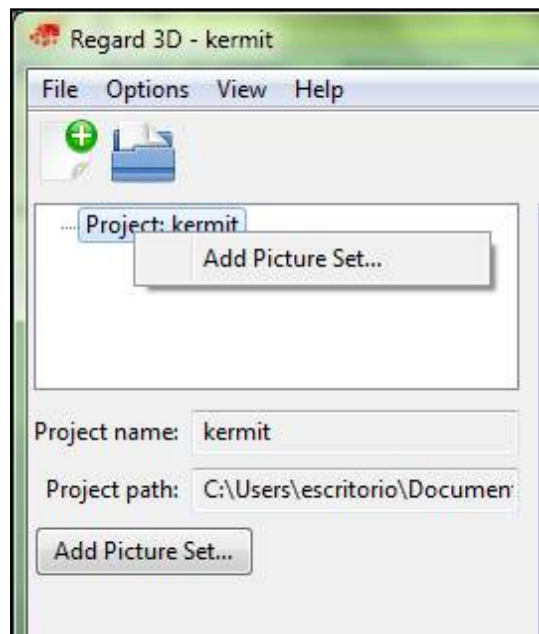 Regard 3D - kermit
File Options View Help
Project: kermit
Add Picture Set...
Project name: kermit
Project path: C:\Users\escritorio\Documen
Add Picture Set...